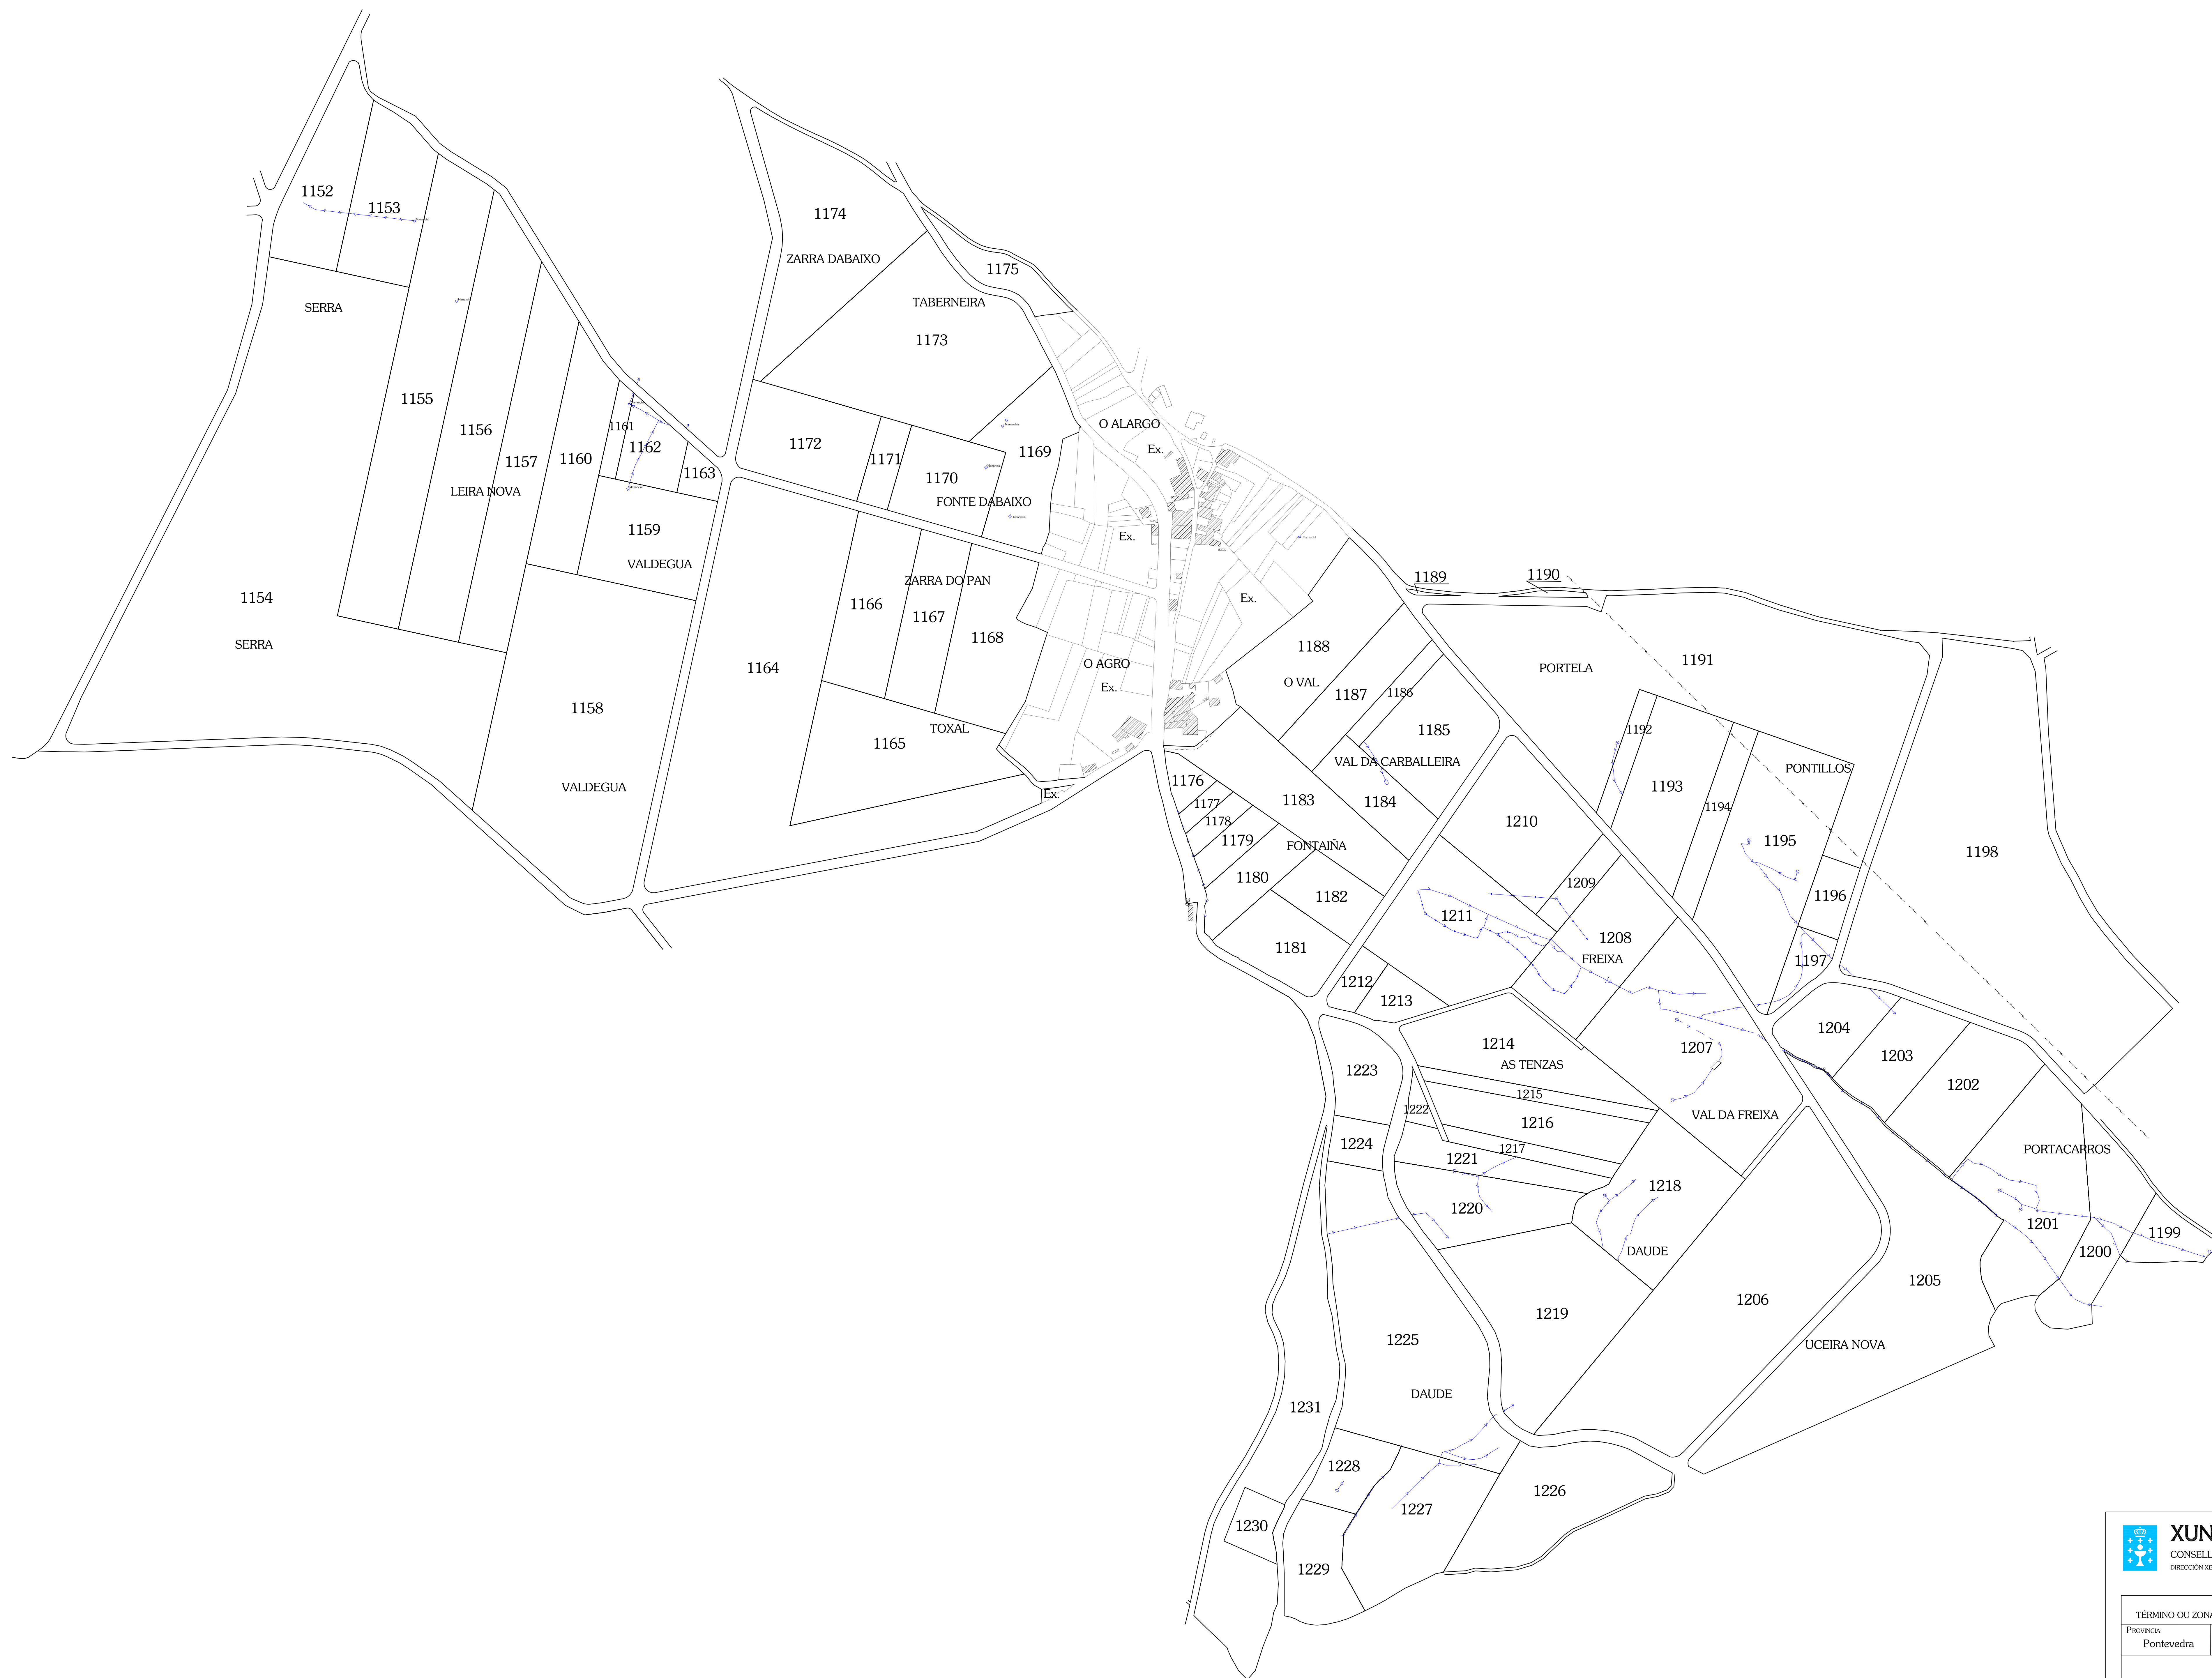 1152
1153
SERRA
1155
1156
1157
LEIRA NOVA
1160
1161
1162
1163
1159
VALDEGUA
1154
SERRA
1158
VALDEGUA
1174
ZARRA DABAIXO
1175
TABERNEIRA
1173
1172
1171
1170
1169
FONTE DABAIXO
O ALARGO
Ex.
Ex.
Ex.
ZARRA DO PAN
1166
1167
1168
1164
O AGRO
Ex.
TOXAL
1165
Ex.
1188
O VAL
1187
1186
1185
VAL DA CARBALLEIRA
1184
1183
1176
1177
1178
1179
FONTAIÑA
1180
1182
1181
1189
1190
PORTELA
1191
1192
1193
1194
PONTILLOS
1195
1196
1197
1198
1210
1209
1211
1208
FREIXA
1212
1213
1214
AS TENZAS
1207
VAL DA FREIXA
1204
1203
1202
PORTACARROS
1201
1200
1199
1223
1222
1215
1216
1217
1224
1221
1220
1218
DAUDE
1219
1206
1205
UCEIRA NOVA
1225
DAUDE
1231
1228
1227
1226
1230
1229
XUN
CONSELL
DIRECCIÓN XE
TÉRMINO OU ZONA
PROVINCIA:
Pontevedra